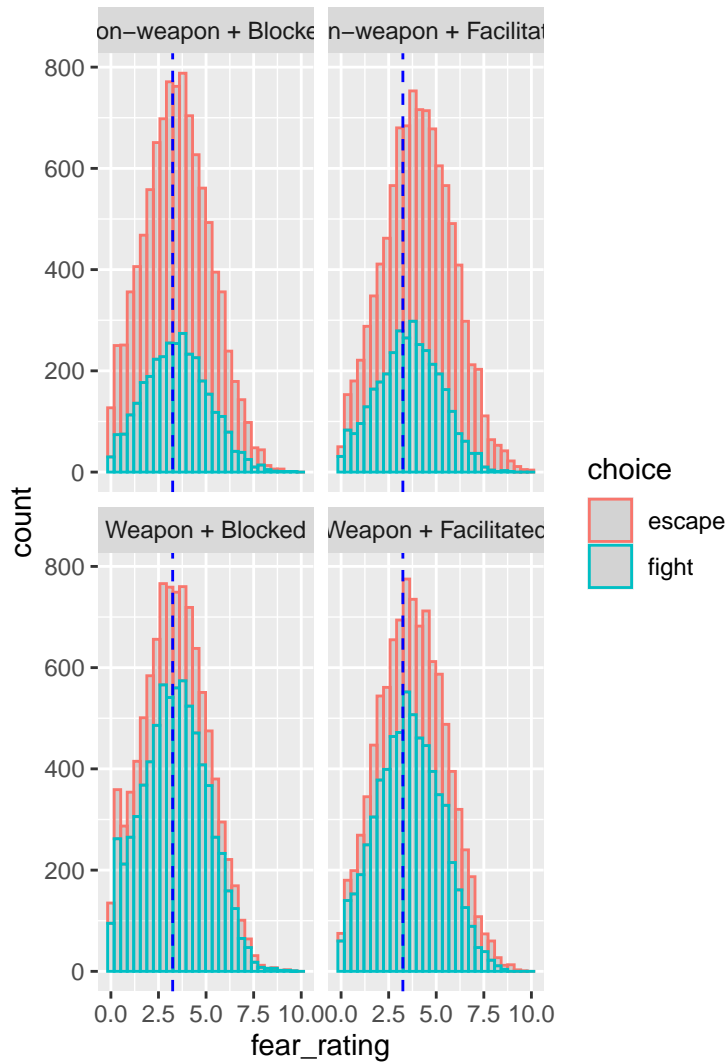 on−weapon + Blocke
n−weapon + Facilitat
800
600
400
200
0
Weapon + Blocked
Weapon + Facilitated
800
600
400
200
0
count
0.0 2.5 5.0 7.5 10.0
0.0 2.5 5.0 7.5 10.0
fear_rating
choice
escape
fight